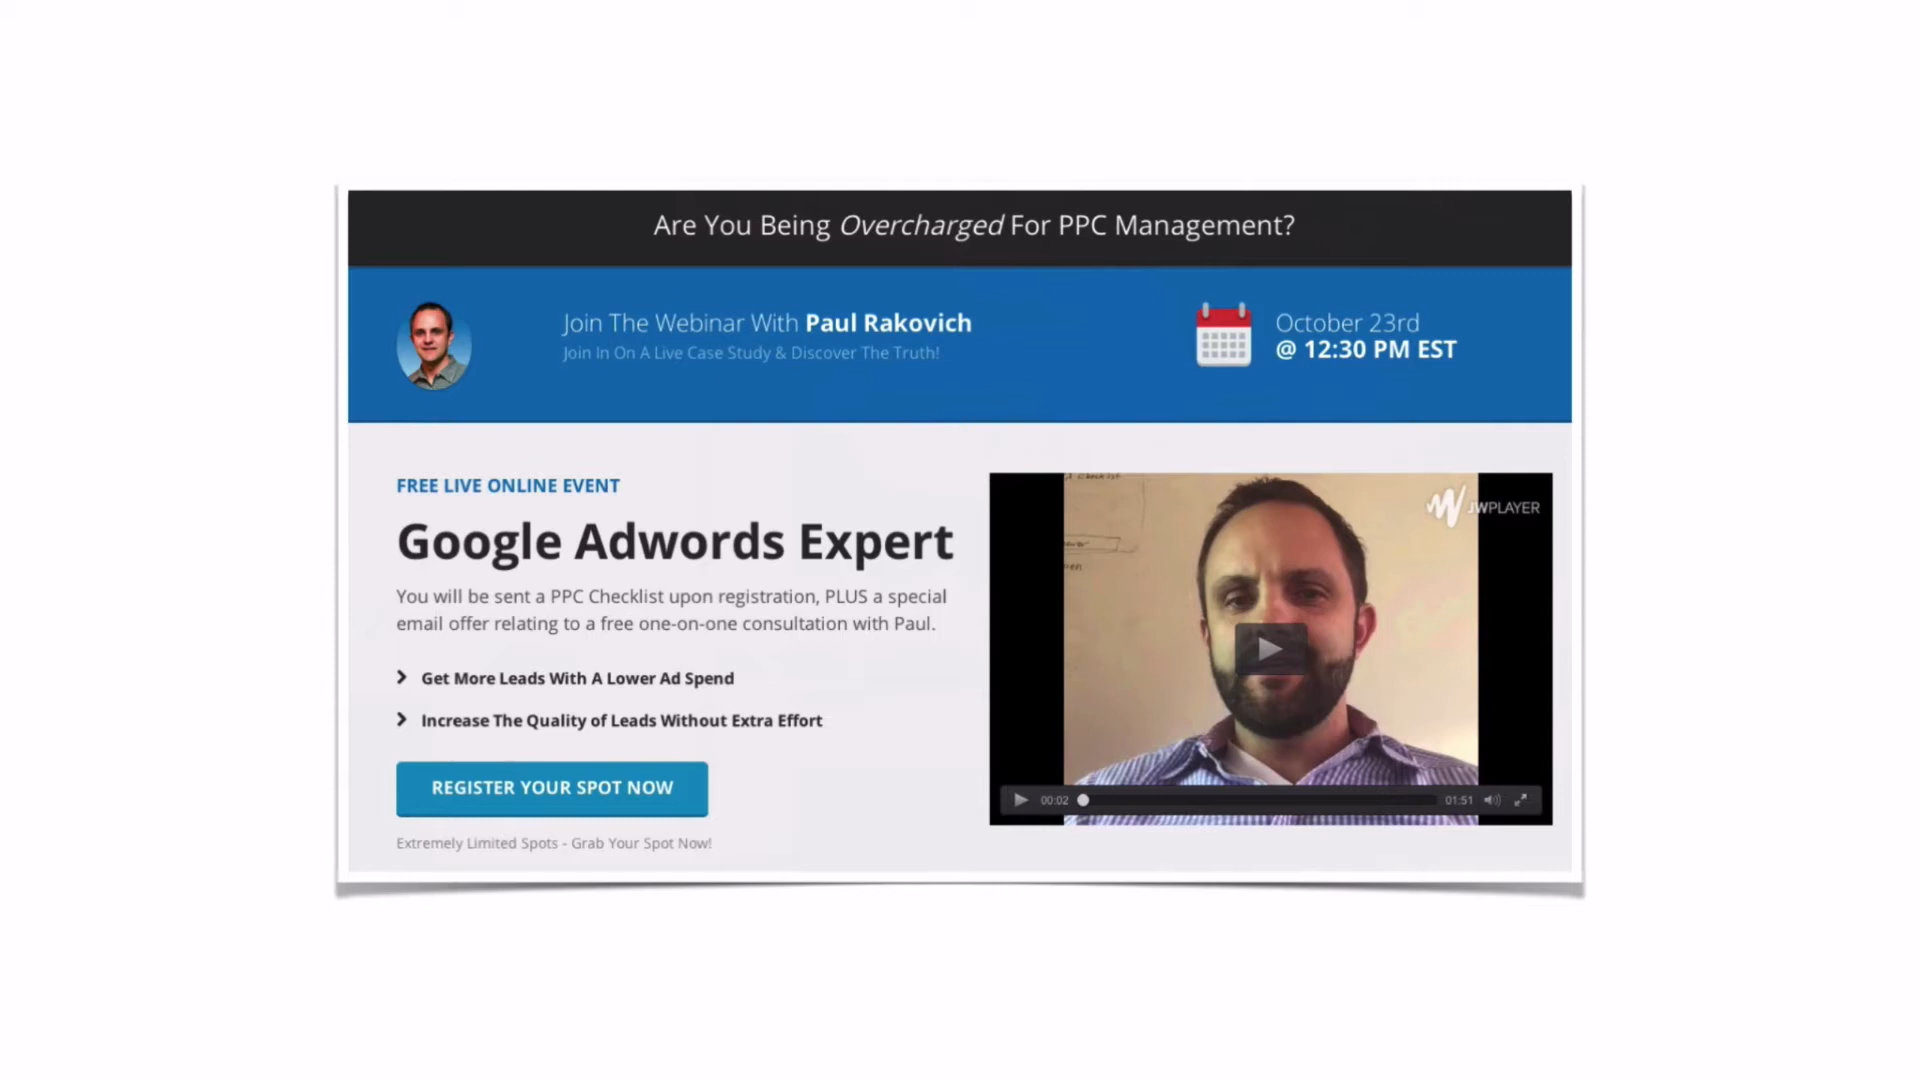 Are You Being Overcharged For PPC Management?
Join The Webinar With Paul Rakovich
Join In On A Live Case Study & Discover The Truth!
October 23rd
@ 12:30 PM EST
FREE LIVE ONLINE EVENT
Google Adwords Expert
You will be sent a PPC Checklist upon registration, PLUS a special
email offer relating to a free one-on-one consultation with Paul.
Get More Leads With A Lower Ad Spend
Increase The Quality of Leads Without Extra Effort
REGISTER YOUR SPOT NOW
Extremely Limited Spots - Grab Your Spot Now!
JWPLAYER
00:02
01:51